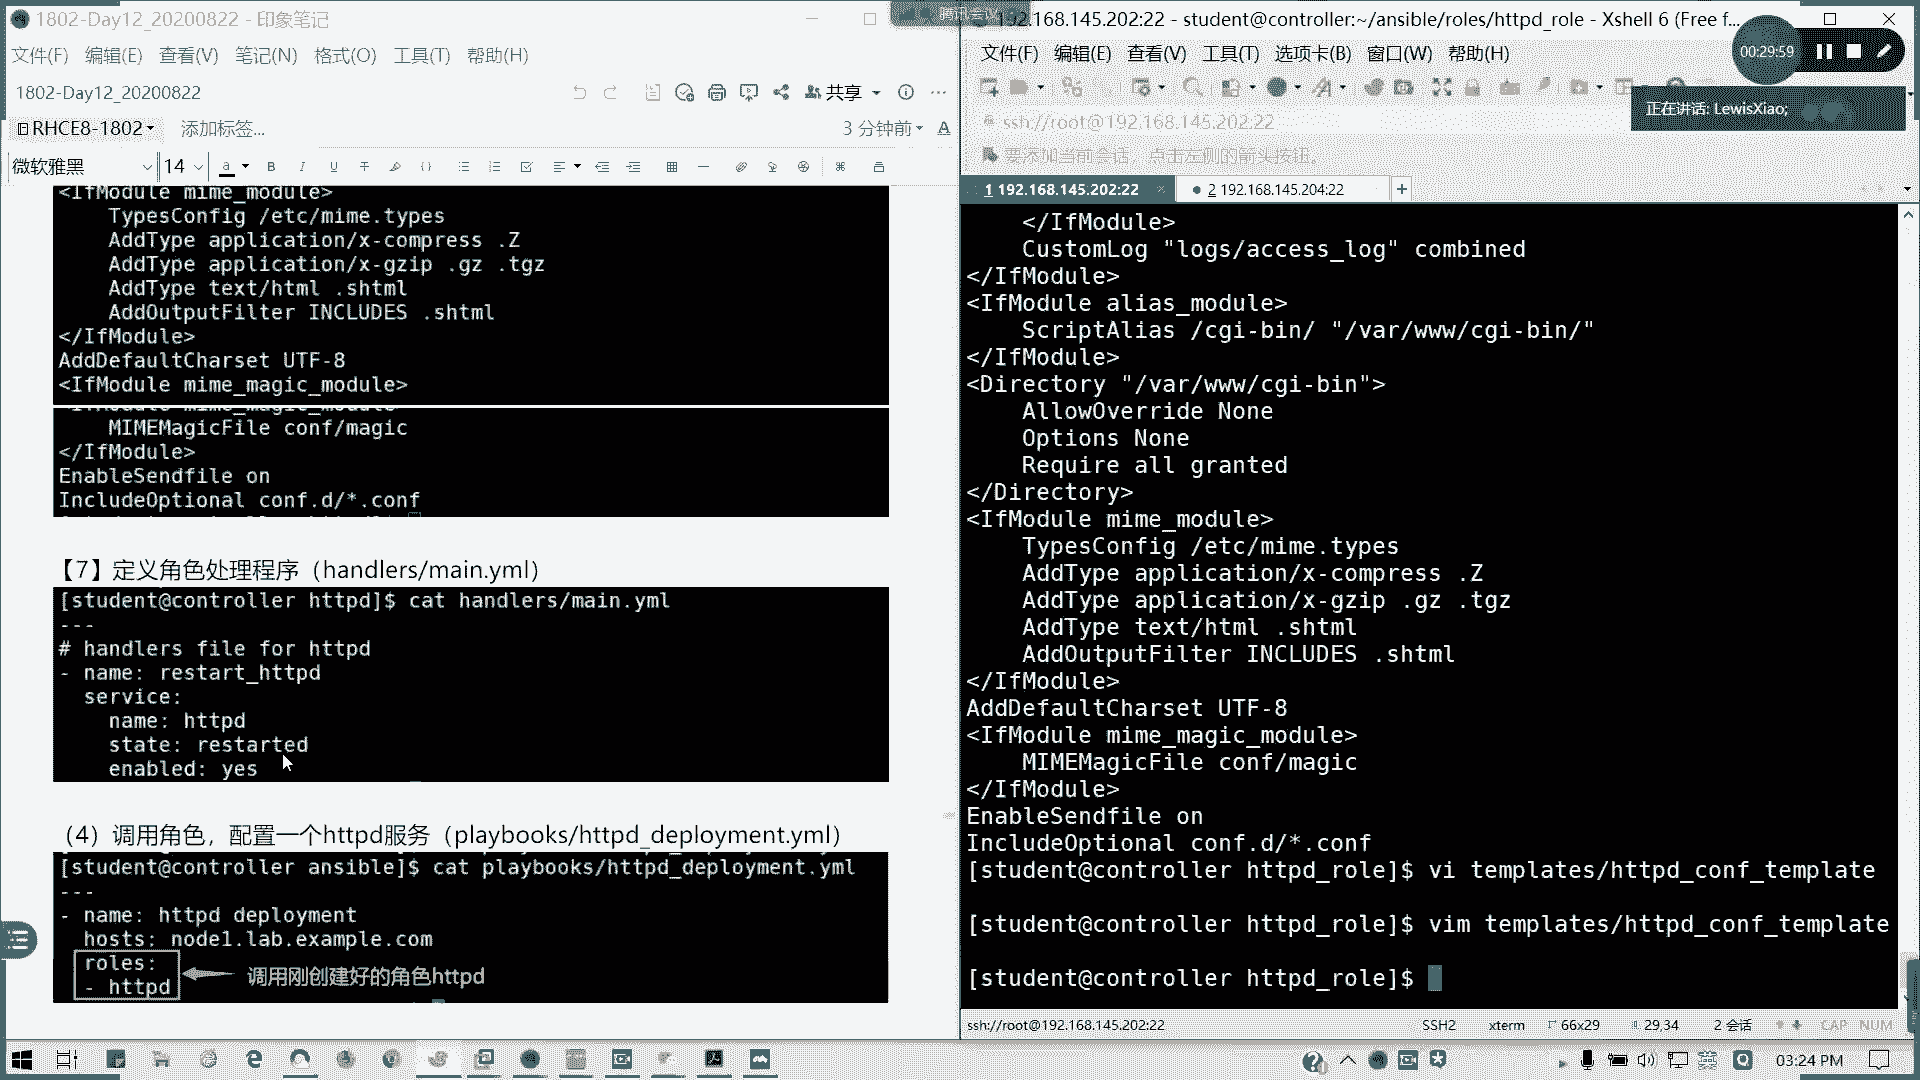 1802-Day12_20200822 - 印象笔记
文件(F) 编辑(E) 查看(V) 笔记(N) 格式(O) 工具(T) 帮助(H)
1802-Day12_20200822
共享
RHCE8-1802
添加标签...
3 分钟前
微软雅黑
14
<IfModule mime_module>
TypesConfig /etc/mime.types
AddType application/x-compress .Z
AddType application/x-gzip .gz .tgz
AddType text/html .shtml
AddOutputFilter INCLUDES .shtml
</IfModule>
AddDefaultCharset UTF-8
<IfModule mime_magic_module>
<IfModule mime_magic_module>
MIMEMagicFile conf/magic
</IfModule>
EnableSendfile on
IncludeOptional conf.d/*.conf
【7】定义角色处理程序（handlers/main.yml）
[student@controller httpd]$ cat handlers/main.yml
---
# handlers file for httpd
- name: restart_httpd
service:
name: httpd
state: restarted
enabled: yes
（4）调用角色，配置一个httpd服务（playbooks/httpd_deployment.yml）
[student@controller ansible]$ cat playbooks/httpd_deployment.yml
---
- name: httpd deployment
hosts: node1.lab.example.com
roles:
- httpd
调用刚创建好的角色httpd
腾讯会议
192.168.145.202:22 - student@controller:~/ansible/roles/httpd_role - Xshell 6 (Free f...
文件(F) 编辑(E) 查看(V) 工具(T) 选项卡(B) 窗口(W) 帮助(H)
00:29:59
正在讲话: LewisXiao;
ssh://root@192.168.145.202:22
要添加当前会话，点击左侧的箭头按钮。
1 192.168.145.202:22
2 192.168.145.204:22
</IfModule>
CustomLog "logs/access_log" combined
</IfModule>
<IfModule alias_module>
ScriptAlias /cgi-bin/ "/var/www/cgi-bin/"
</IfModule>
<Directory "/var/www/cgi-bin">
AllowOverride None
Options None
Require all granted
</Directory>
<IfModule mime_module>
TypesConfig /etc/mime.types
AddType application/x-compress .Z
AddType application/x-gzip .gz .tgz
AddType text/html .shtml
AddOutputFilter INCLUDES .shtml
</IfModule>
AddDefaultCharset UTF-8
<IfModule mime_magic_module>
MIMEMagicFile conf/magic
</IfModule>
EnableSendfile on
IncludeOptional conf.d/*.conf
[student@controller httpd_role]$ vi templates/httpd_conf_template
[student@controller httpd_role]$ vim templates/httpd_conf_template
[student@controller httpd_role]$
ssh://root@192.168.145.202:22
SSH2
xterm
66x29
29,34
2 会话
CAP NUM
英
03:24 PM